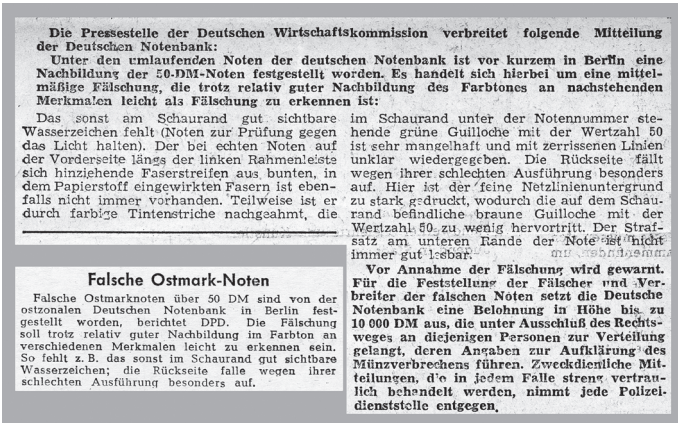 Die Pressestelle der Deutschen Wirtschaftskommission verbreitet folgende Mitteilung
der Deutschen Notenbank:
Unter den umlaufenden Noten der deutschen Notenbank ist vor kurzem in Berlin eine
Nachbildung der 50-DM-Noten festgestellt worden. Es handelt sich hierbei um eine mittel-
mäßige Fälschung, die trotz relativ guter Nachbildung des Farbtones an nachstehenden
Merkmalen leicht als Fälschung zu erkennen ist:
Das sonst am Schaurand gut sichtbare
Wasserzeichen fehlt (Noten zur Prüfung gegen
das Licht halten). Der bei echten Noten auf
der Vorderseite längs der linken Rahmenleiste
sich hinziehende Faserstreifen aus bunten, in
dem Papierstoff eingewirkten Fasern ist eben-
falls nicht immer vorhanden. Teilweise ist er
durch farbige Tintenstriche nachgeahmt, die
im Schaurand unter der Notennummer ste-
hende grüne Guilloche mit der Wertzahl 50
ist sehr mangelhaft und mit zerrissenen Linien
unklar wiedergegeben. Die Rückseite fällt
wegen ihrer schlechten Ausführung besonders
auf. Hier ist der feine Netzlinienuntergrund
zu stark gedruckt, wodurch die auf dem Schau-
rand befindliche braune Guilloche mit der
Wertzahl 50 zu wenig hervortritt. Der Straf-
satz am unteren Rande der Note ist nicht
immer gut lesbar.
Vor Annahme der Fälschung wird gewarnt.
Für die Feststellung der Fälscher und Ver-
breiter der falschen Noten setzt die Deutsche
Notenbank eine Belohnung in Höhe bis zu
10 000 DM aus, die unter Ausschluß des Rechts-
weges an diejenigen Personen zur Verteilung
gelangt, deren Angaben zur Aufklärung des
Münzverbrechens führen. Zweckdienliche Mit-
teilungen, die in jedem Fälle streng vertrau-
lich behandelt werden, nimmt jede Polizei-
dienststelle entgegen.
Falsche Ostmark-Noten
Falsche Ostmarknoten über 50 DM sind von der
ostzonalen Deutschen Notenbank in Berlin fest-
gestellt worden, berichtet DPD. Die Fälschung
soll trotz relativ guter Nachbildung im Farbton an
verschiedenen Merkmalen leicht zu erkennen sein.
So fehlt z. B. das sonst im Schaurand gut sichtbare
Wasserzeichen; die Rückseite falle wegen ihrer
schlechten Ausführung besonders auf.